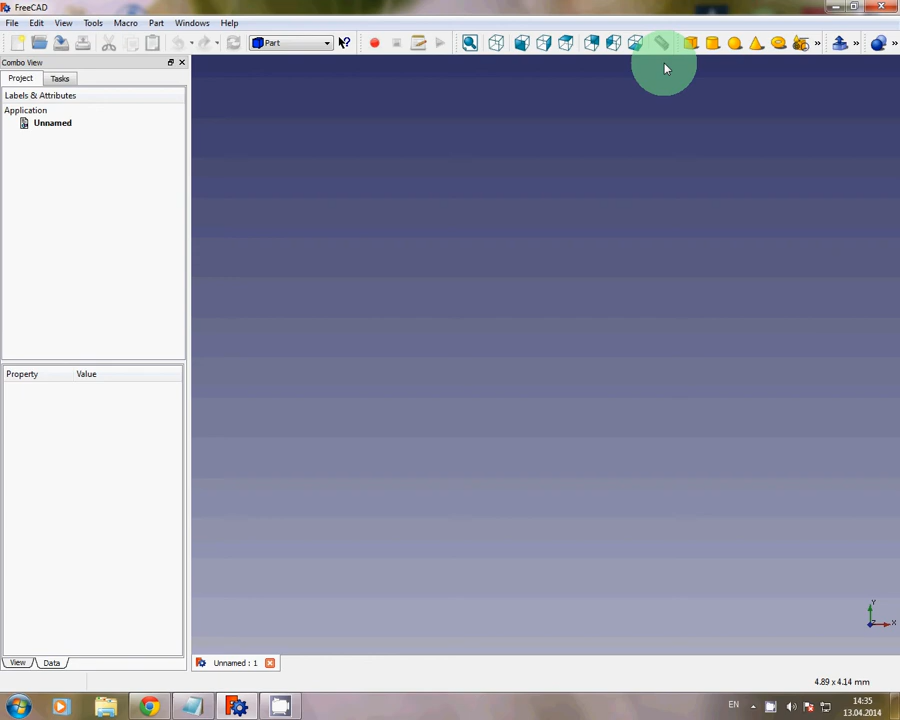 FreeCAD
File Edit View Tools Macro Part Windows Help
Part
Combo View
Project Tasks
Labels & Attributes
Application
Unnamed
Property Value
View Data
Unnamed : 1
Y
Z X
4.89 x 4.14 mm
EN 14:35
13.04.2014